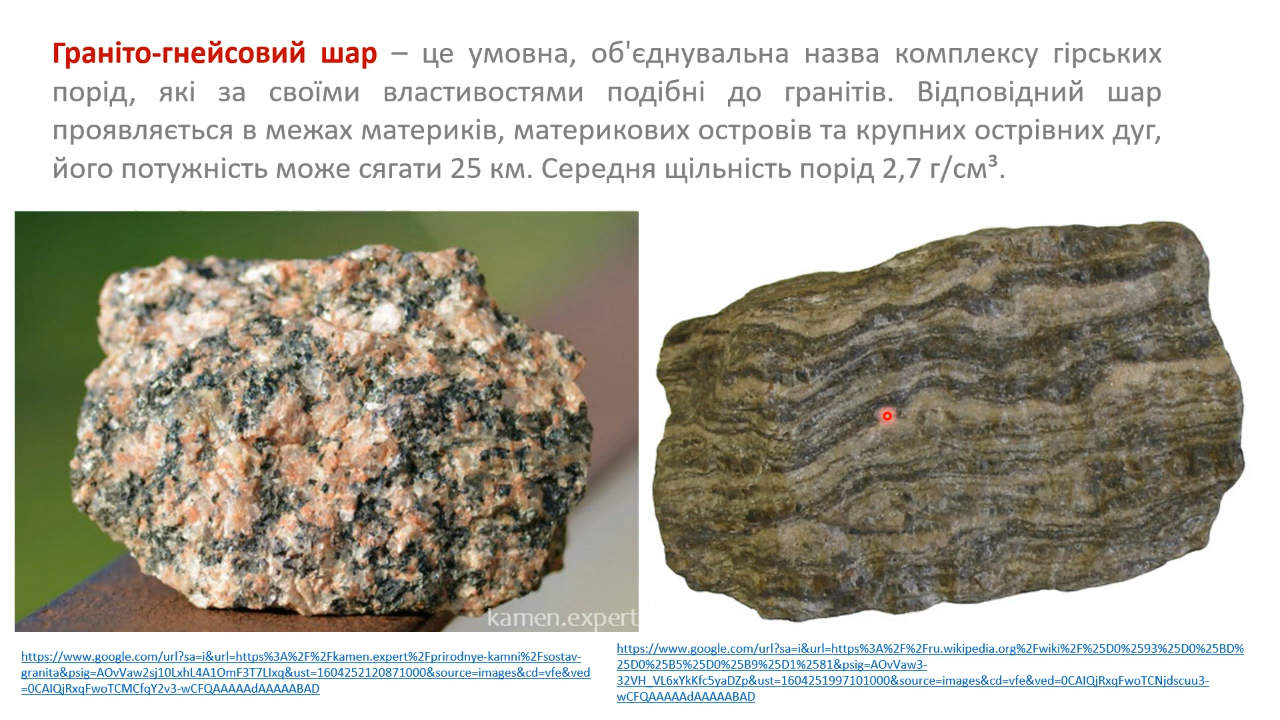 Граніто-гнейсовий шар – це умовна, об'єднувальна назва комплексу гірських
порід, які за своїми властивостями подібні до гранітів. Відповідний шар
проявляється в межах материків, материкових островів та крупних острівних дуг,
його потужність може сягати 25 км. Середня щільність порід 2,7 г/см³.
kamen.expert
https://www.google.com/url?sa=i&url=https%3A%2F%2Fkamen.expert%2Fprirodnye-kamni%2Fsostav-
granita&psig=AOvVaw2sj10LxhL4A1OmF3T7LIxq&ust=1604252120871000&source=images&cd=vfe&ved
=0CAIQjRxqFwoTCMCfqY2v3-wCFQAAAAAdAAAAABAD
https://www.google.com/url?sa=i&url=https%3A%2F%2Fru.wikipedia.org%2Fwiki%2F%25D0%2593%25D0%25BD%
25D0%25B5%25D0%25B9%25D1%2581&psig=AOvVaw3-
32VH_VL6xYkKfc5yaDZp&ust=1604251997101000&source=images&cd=vfe&ved=0CAIQjRxqFwoTCNjdscuu3-
wCFQAAAAAdAAAAABAD